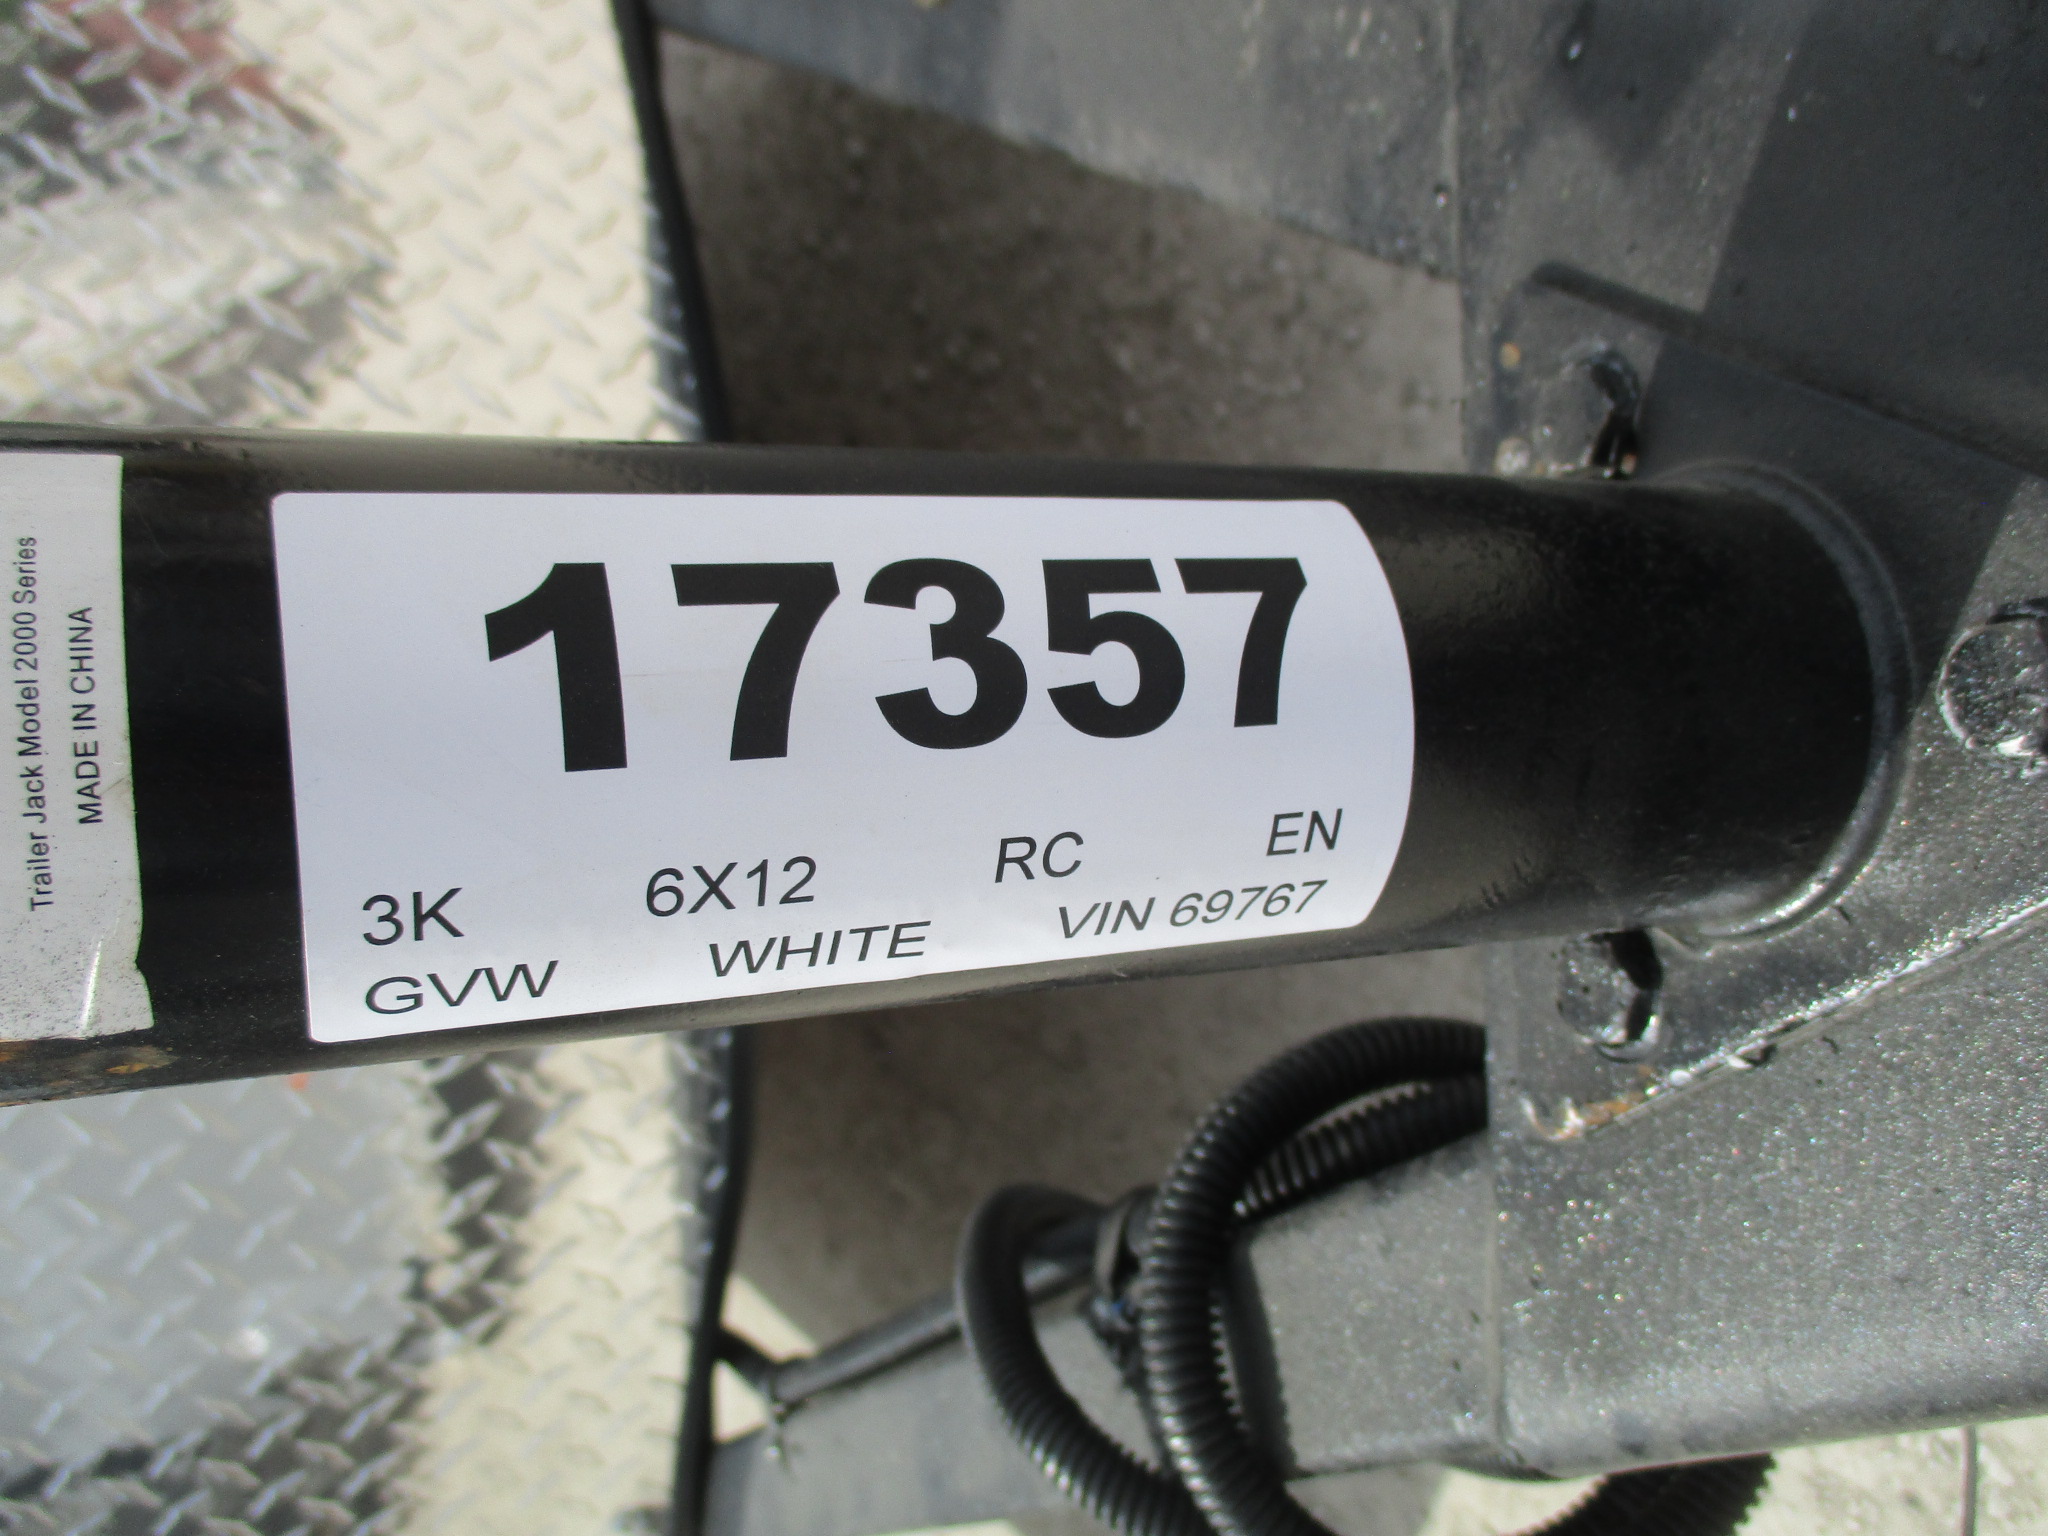 Trailer Jack Model 2000 Series
MADE IN CHINA
17357
3K 6X12 RC EN
GVW WHITE VIN 69767